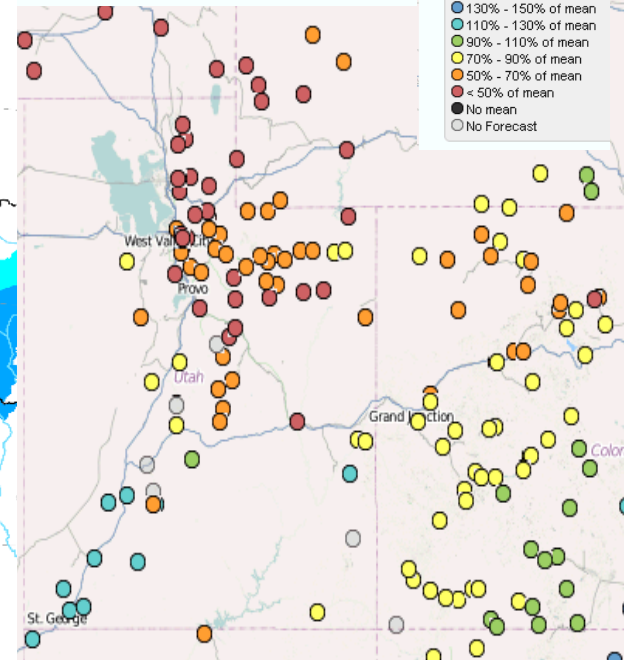 130% - 150% of mean
110% - 130% of mean
90% - 110% of mean
70% - 90% of mean
50% - 70% of mean
< 50% of mean
No mean
No Forecast
West Valley City
Provo
Utah
Grand Junction
Color
St. George